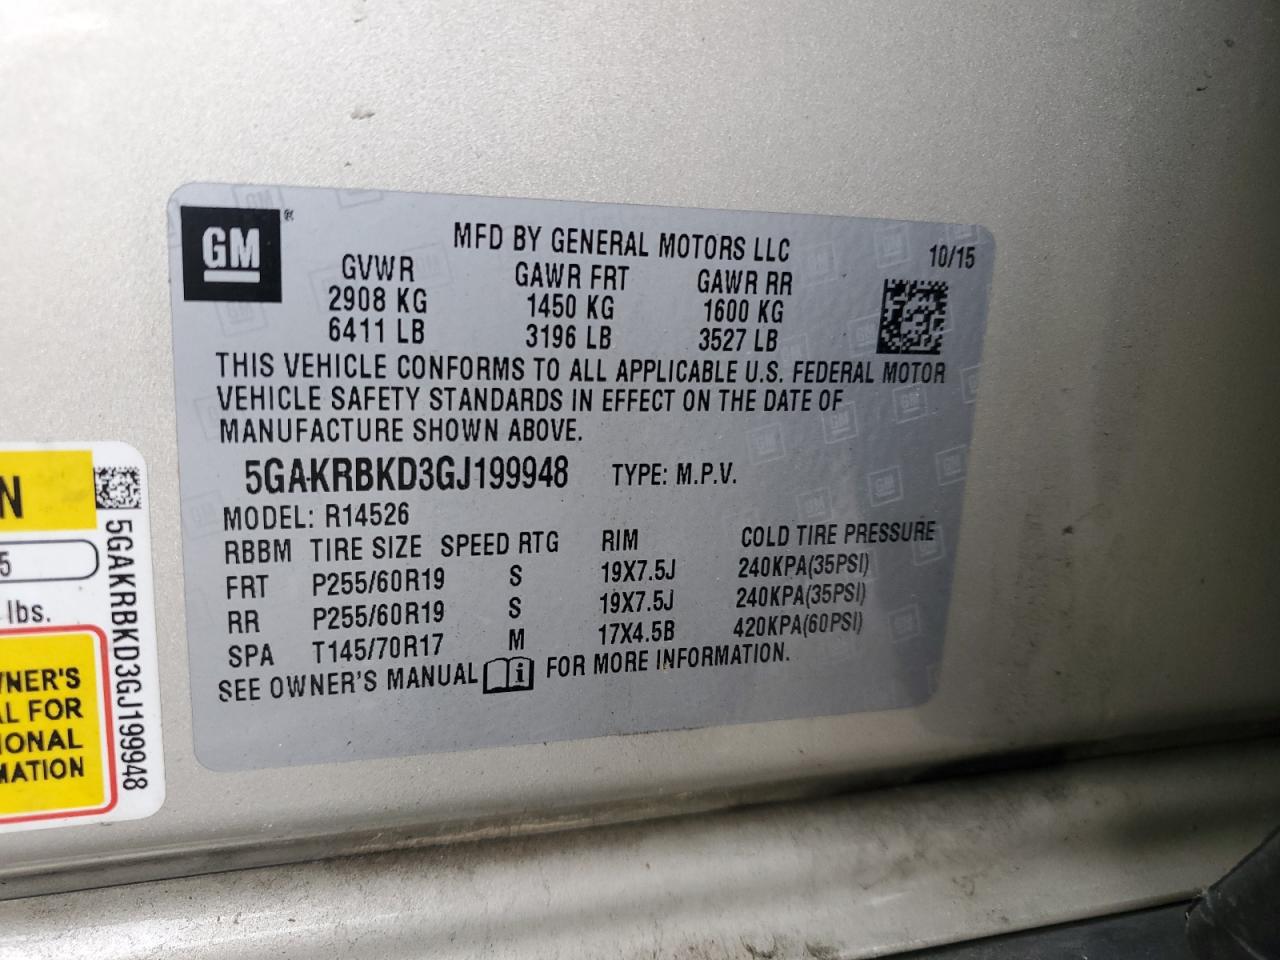 GM®
MFD BY GENERAL MOTORS LLC
10/15
GVWR GAWR FRT GAWR RR
2908 KG 1450 KG 1600 KG
6411 LB 3196 LB 3527 LB
THIS VEHICLE CONFORMS TO ALL APPLICABLE U.S. FEDERAL MOTOR
VEHICLE SAFETY STANDARDS IN EFFECT ON THE DATE OF
MANUFACTURE SHOWN ABOVE.
5GAKRBKD3GJ199948 TYPE: M.P.V.
MODEL: R14526
RBBM TIRE SIZE SPEED RTG RIM COLD TIRE PRESSURE
FRT P255/60R19 S 19X7.5J 240KPA(35PSI)
RR P255/60R19 S 19X7.5J 240KPA(35PSI)
SPA T145/70R17 M 17X4.5B 420KPA(60PSI)
SEE OWNER'S MANUAL i FOR MORE INFORMATION.
N
5
lbs.
WNER'S
AL FOR
IONAL
MATION
5GAKRBKD3GJ199948